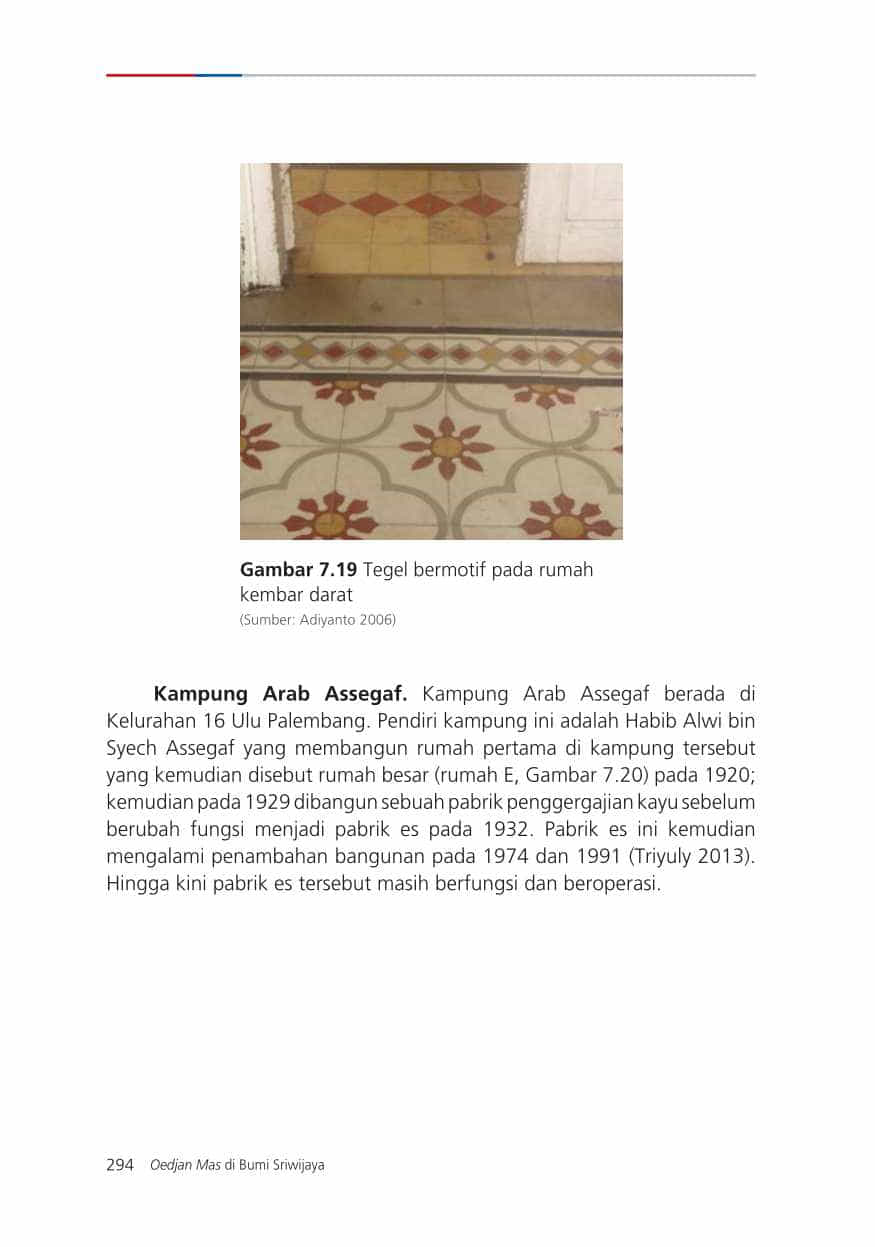 Gambar 7.19 Tegel bermotif pada rumah
kembar darat
(Sumber: Adiyanto 2006)
Kampung Arab Assegaf. Kampung Arab Assegaf berada di
Kelurahan 16 Ulu Palembang. Pendiri kampung ini adalah Habib Alwi bin
Syech Assegaf yang membangun rumah pertama di kampung tersebut
yang kemudian disebut rumah besar (rumah E, Gambar 7.20) pada 1920;
kemudian pada 1929 dibangun sebuah pabrik penggergajian kayu sebelum
berubah fungsi menjadi pabrik es pada 1932. Pabrik es ini kemudian
mengalami penambahan bangunan pada 1974 dan 1991 (Triyuly 2013).
Hingga kini pabrik es tersebut masih berfungsi dan beroperasi.
294 Oedjan Mas di Bumi Sriwijaya